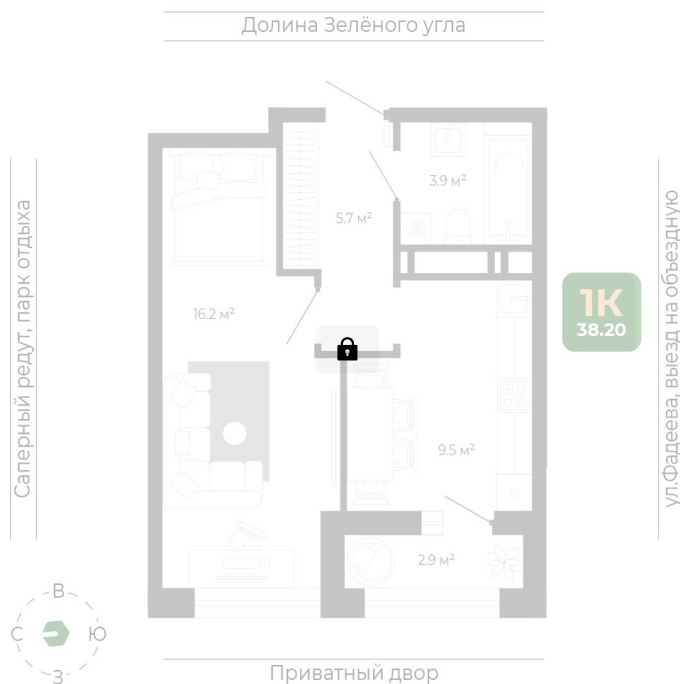 Долина Зелёного угла
Саперный редут, парк отдыха
3.9 м²
5.7 м²
16.2 м²
1К
38.20
ул.Фадеева, выезд на объездную
9.5 м²
2.9 м²
В
С
Ю
З
Приватный двор